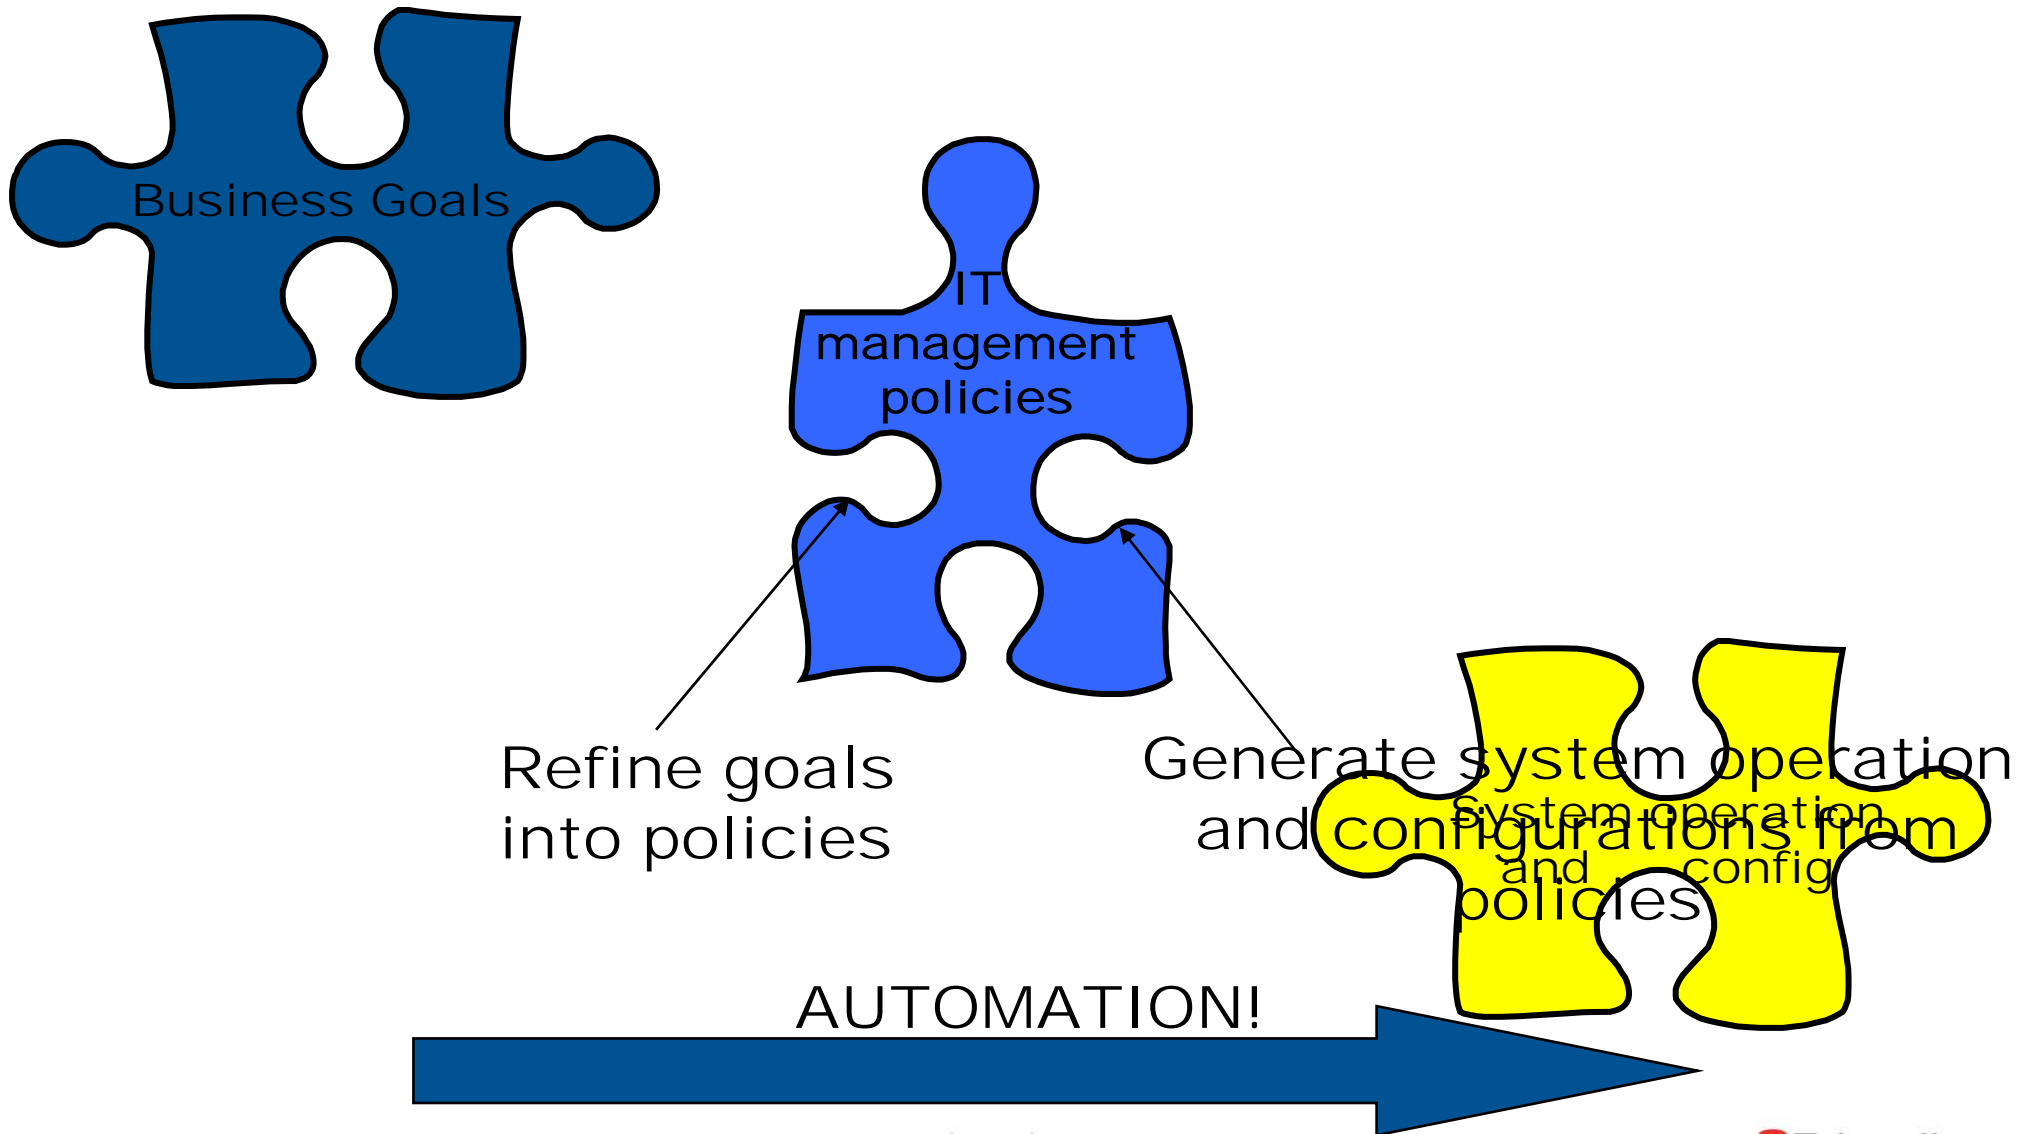 Business Goals
IT
management
policies
Refine goals
into policies
Generate system operation
and configurations from
policies
System operation
and config
AUTOMATION!